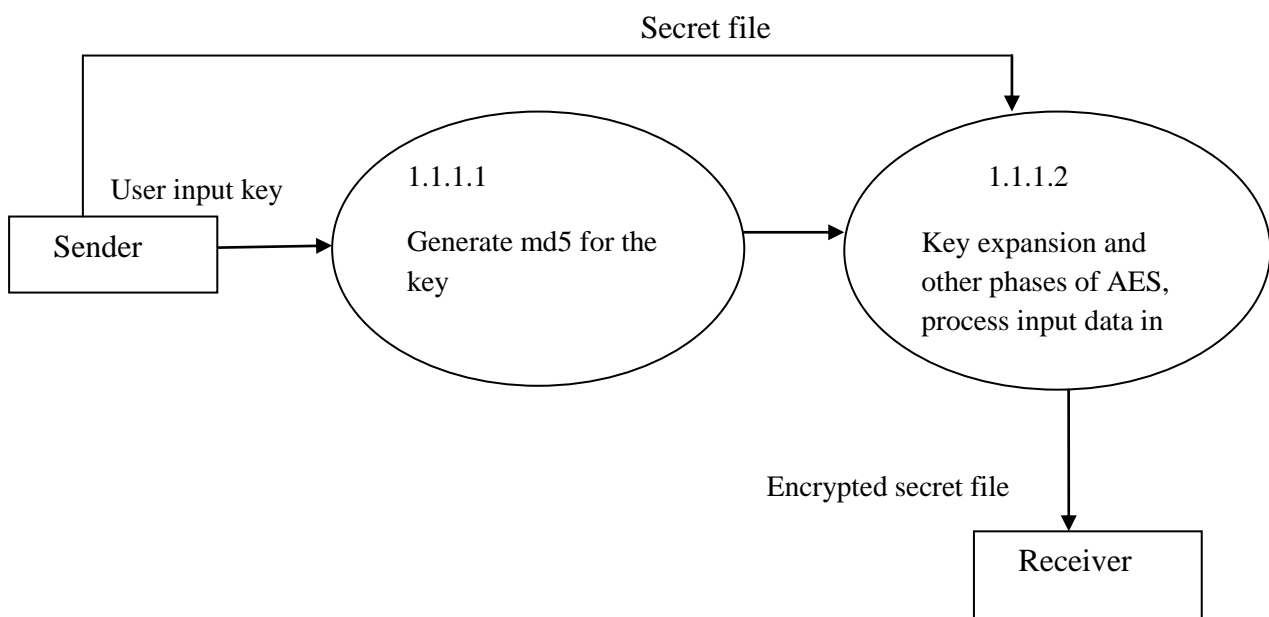 Secret file
User input key
Sender
1.1.1.1
Generate md5 for the
key
1.1.1.2
Key expansion and
other phases of AES,
process input data in
Encrypted secret file
Receiver